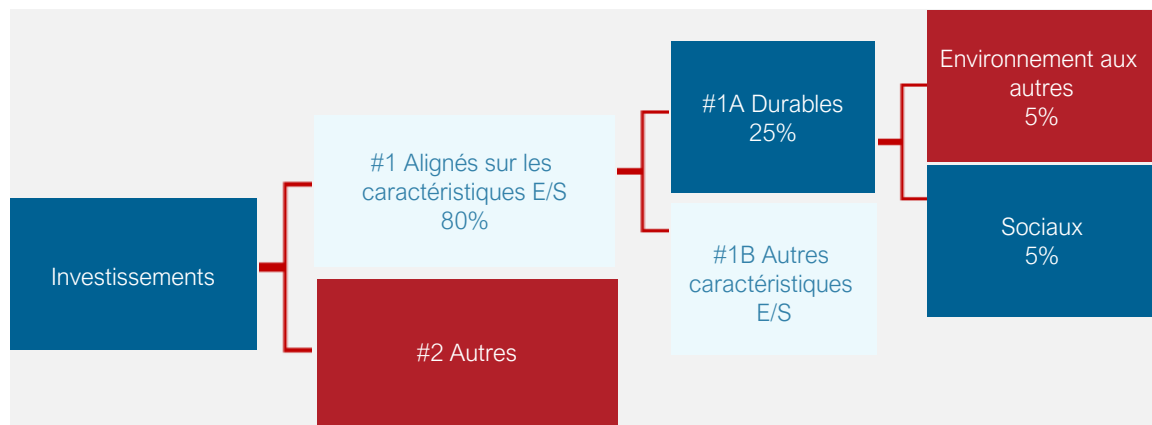 Investissements
#1 Alignés sur les
caractéristiques E/S
80%
#2 Autres
#1A Durables
25%
#1B Autres
caractéristiques
E/S
Environnement aux
autres
5%
Sociaux
5%